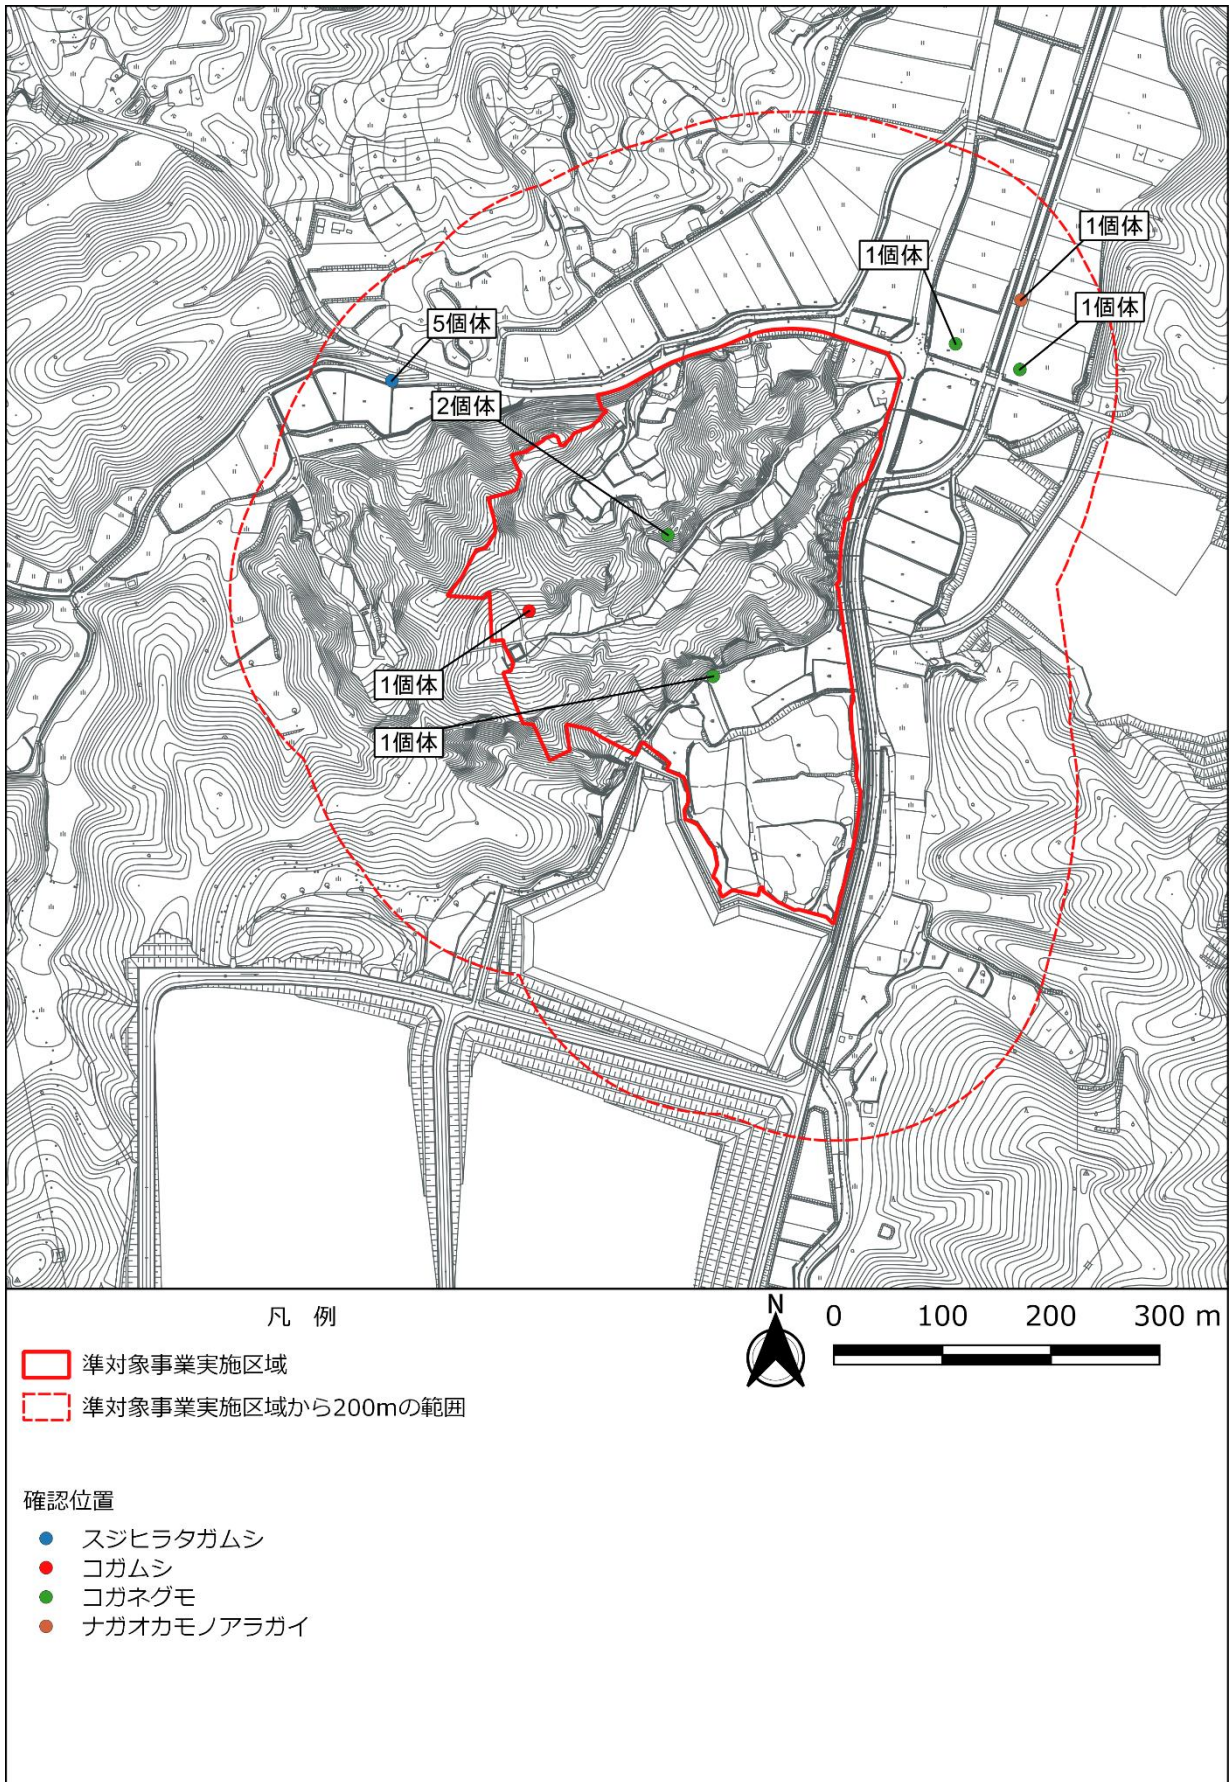 1個体
1個体
1個体
5個体
2個体
1個体
1個体
凡 例
準対象事業実施区域
準対象事業実施区域から200mの範囲
N
0 100 200 300 m
確認位置
スジヒラタガムシ
コガムシ
コガネグモ
ナガオカモノアラガイ